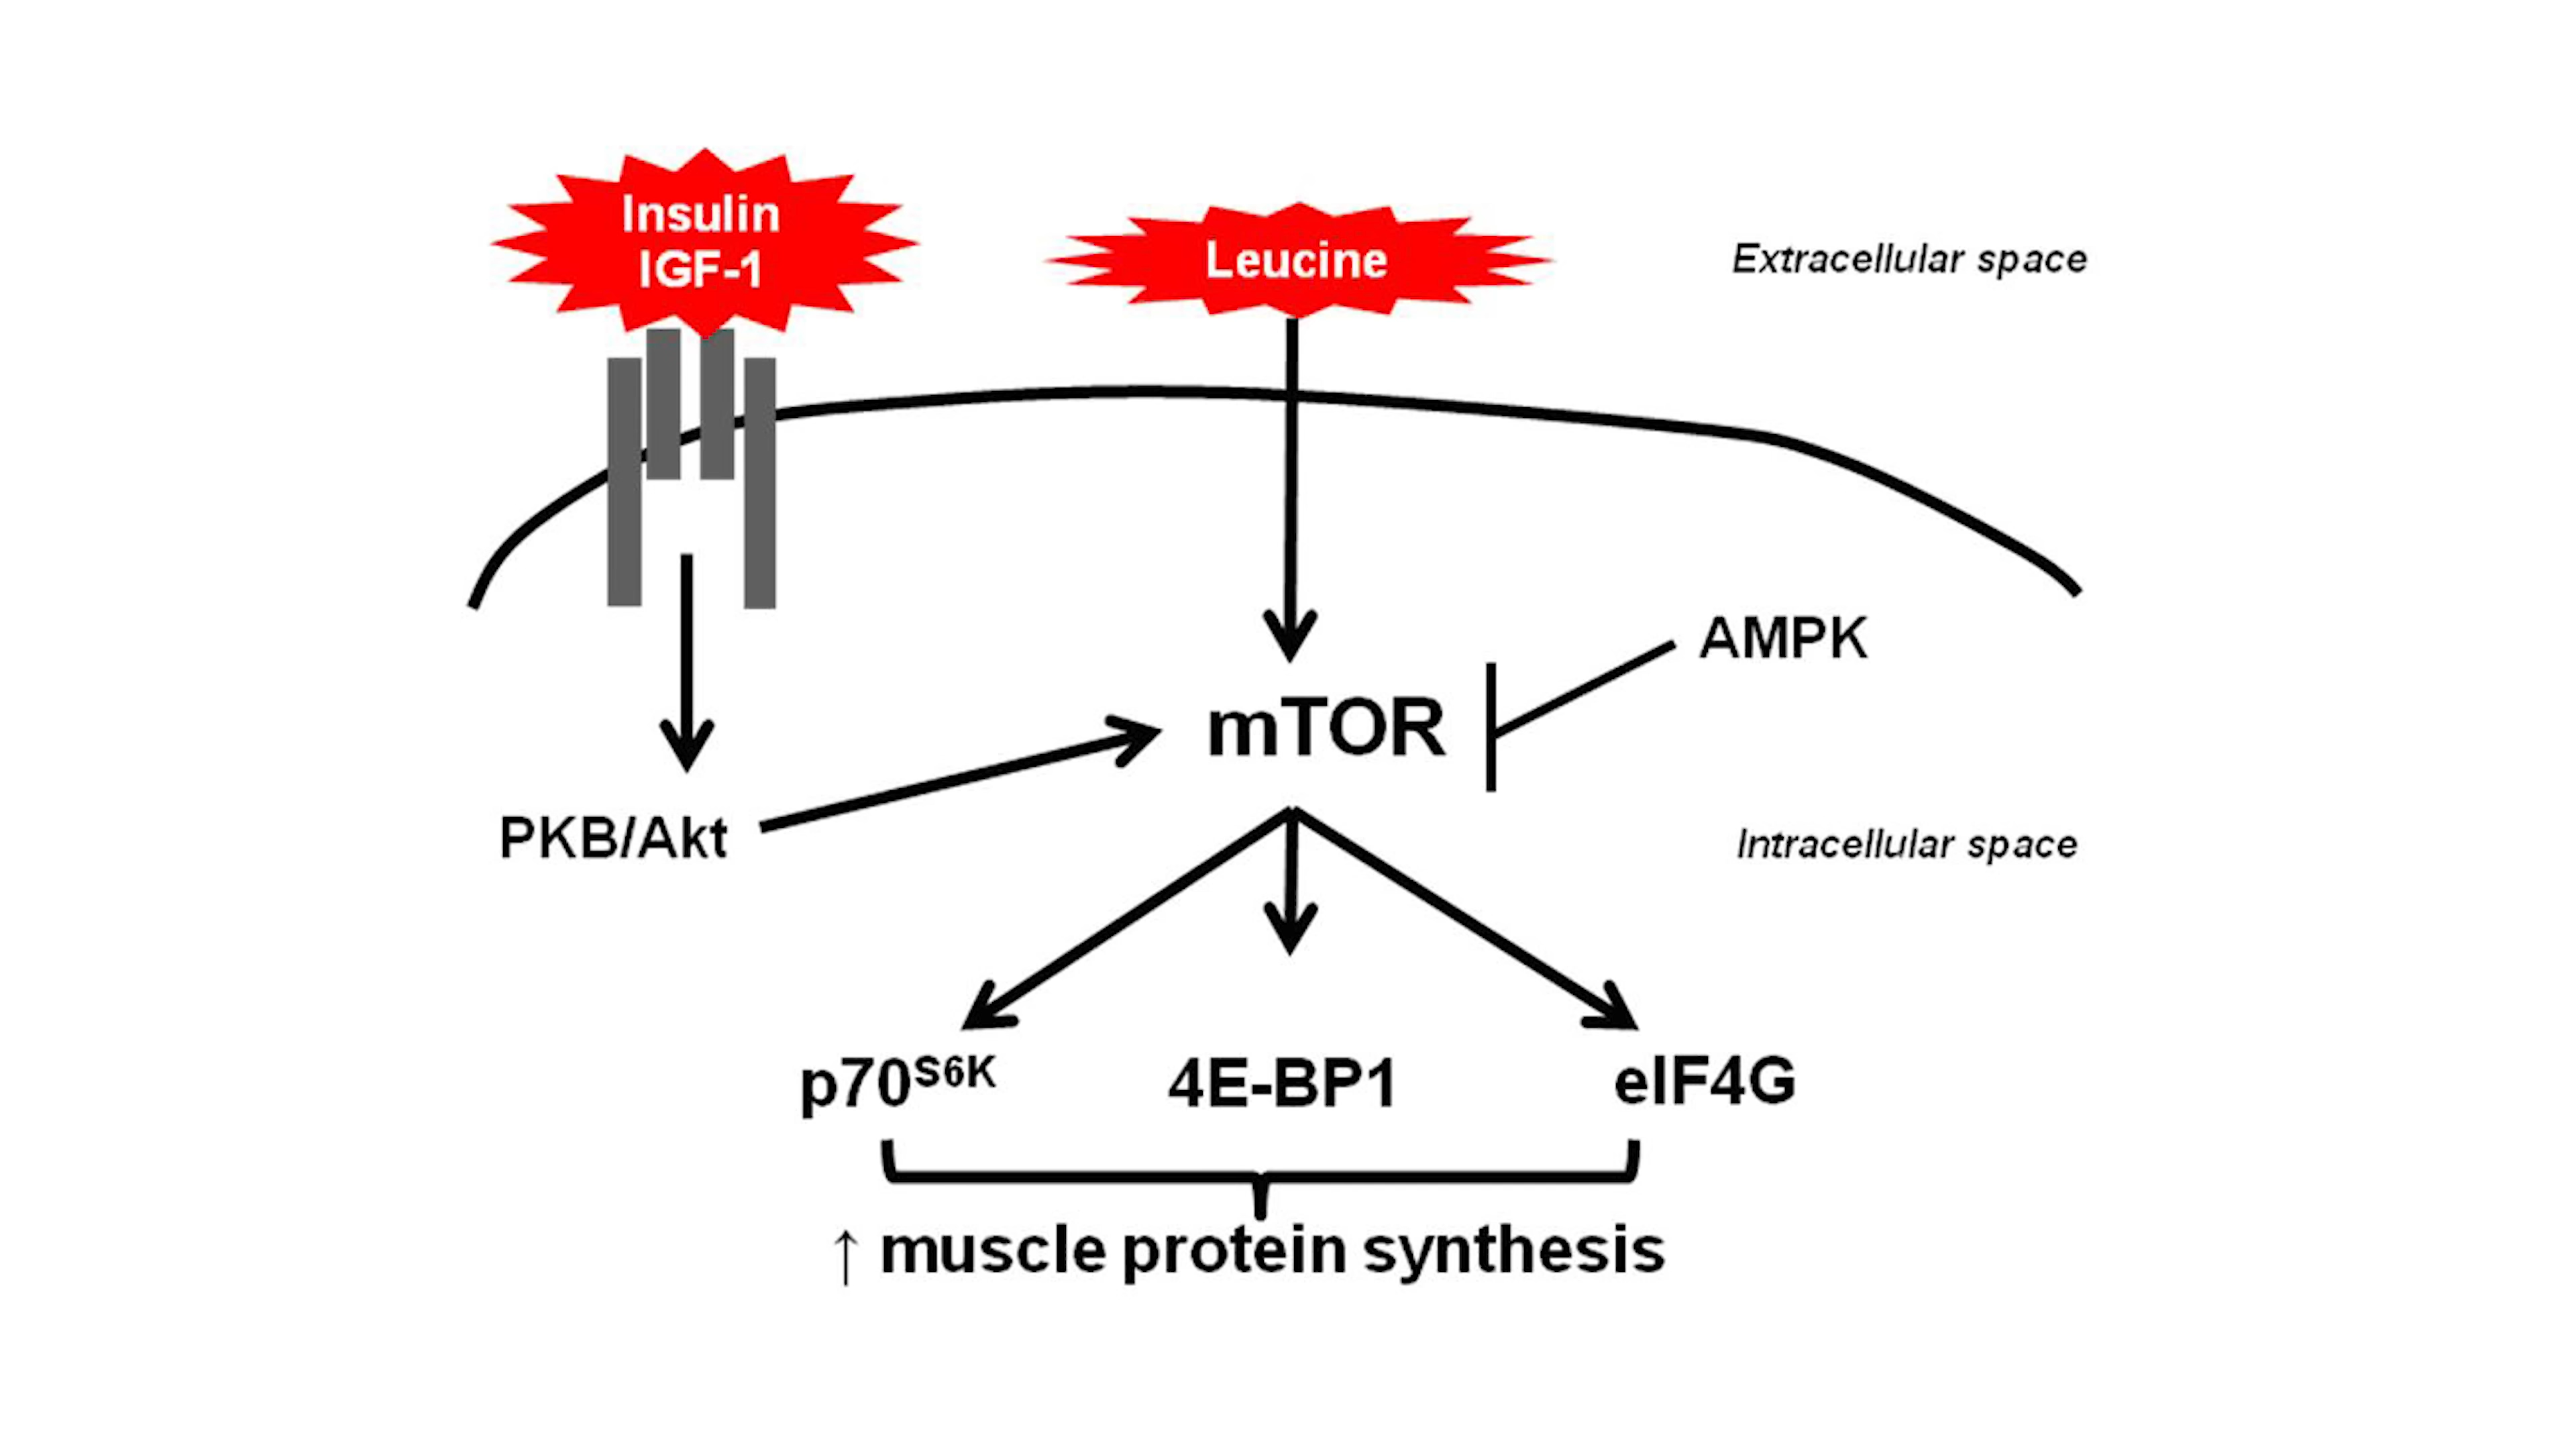 Insulin
IGF-1
Leucine
Extracellular space
AMPK
mTOR
PKB/Akt
Intracellular space
p70S6K
4E-BP1
eIF4G
↑ muscle protein synthesis